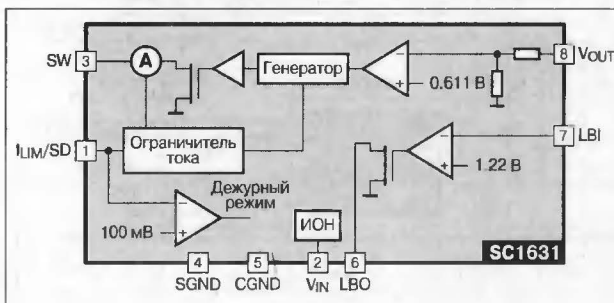 SW
3
A
Генератор
−
+
0.611 В
8
VOUT
ILIM/SD
1
Ограничитель
тока
−
+
1.22 В
7
LBI
Дежурный
режим
−
+
100 мВ
ИОН
SC1631
4
5
2
6
SGND
CGND
VIN
LBO